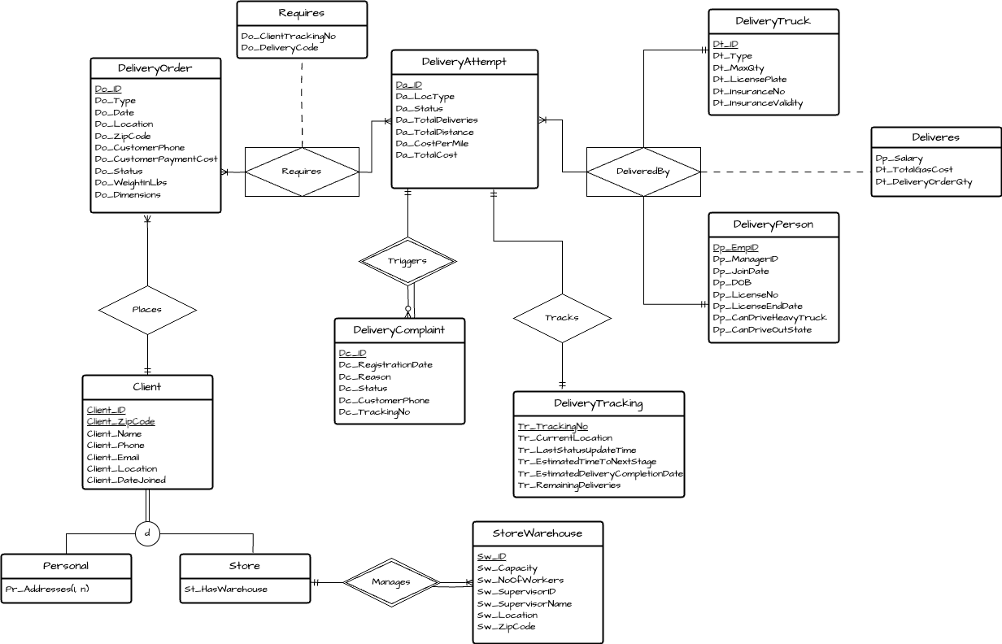 Requires
Do_ClientTrackingNo
Do_DeliveryCode
DeliveryOrder
Do_ID
Do_Type
Do_Date
Do_Location
Do_ZipCode
Do_CustomerPhone
Do_CustomerPaymentCost
Do_Status
Do_WeightInLbs
Do_Dimensions
Requires
DeliveryAttempt
Da_ID
Da_LocType
Da_Status
Da_TotalDeliveries
Da_TotalDistance
Da_CostPerMile
Da_TotalCost
DeliveryTruck
Dt_ID
Dt_Type
Dt_MaxQty
Dt_LicensePlate
Dt_InsuranceNo
Dt_InsuranceValidity
DeliveredBy
Deliveres
Dp_Salary
Dt_TotalGasCost
Dt_DeliveryOrderQty
DeliveryPerson
Dp_EmpID
Dp_ManagerID
Dp_JoinDate
Dp_DOB
Dp_LicenseNo
Dp_LicenseEndDate
Dp_CanDriveHeavyTruck
Dp_CanDriveOutState
Triggers
Places
Tracks
DeliveryComplaint
Dc_ID
Dc_RegistrationDate
Dc_Reason
Dc_Status
Dc_CustomerPhone
Dc_TrackingNo
Client
Client_ID
Client_ZipCode
Client_Name
Client_Phone
Client_Email
Client_Location
Client_DateJoined
DeliveryTracking
Tr_TrackingNo
Tr_CurrentLocation
Tr_LastStatusUpdateTime
Tr_EstimatedTimeToNextStage
Tr_EstimatedDeliveryCompletionDate
Tr_RemainingDeliveries
d
Personal
Pr_Addresses(1, n)
Store
St_HasWarehouse
Manages
StoreWarehouse
Sw_ID
Sw_Capacity
Sw_NoOfWorkers
Sw_SupervisorID
Sw_SupervisorName
Sw_Location
Sw_ZipCode